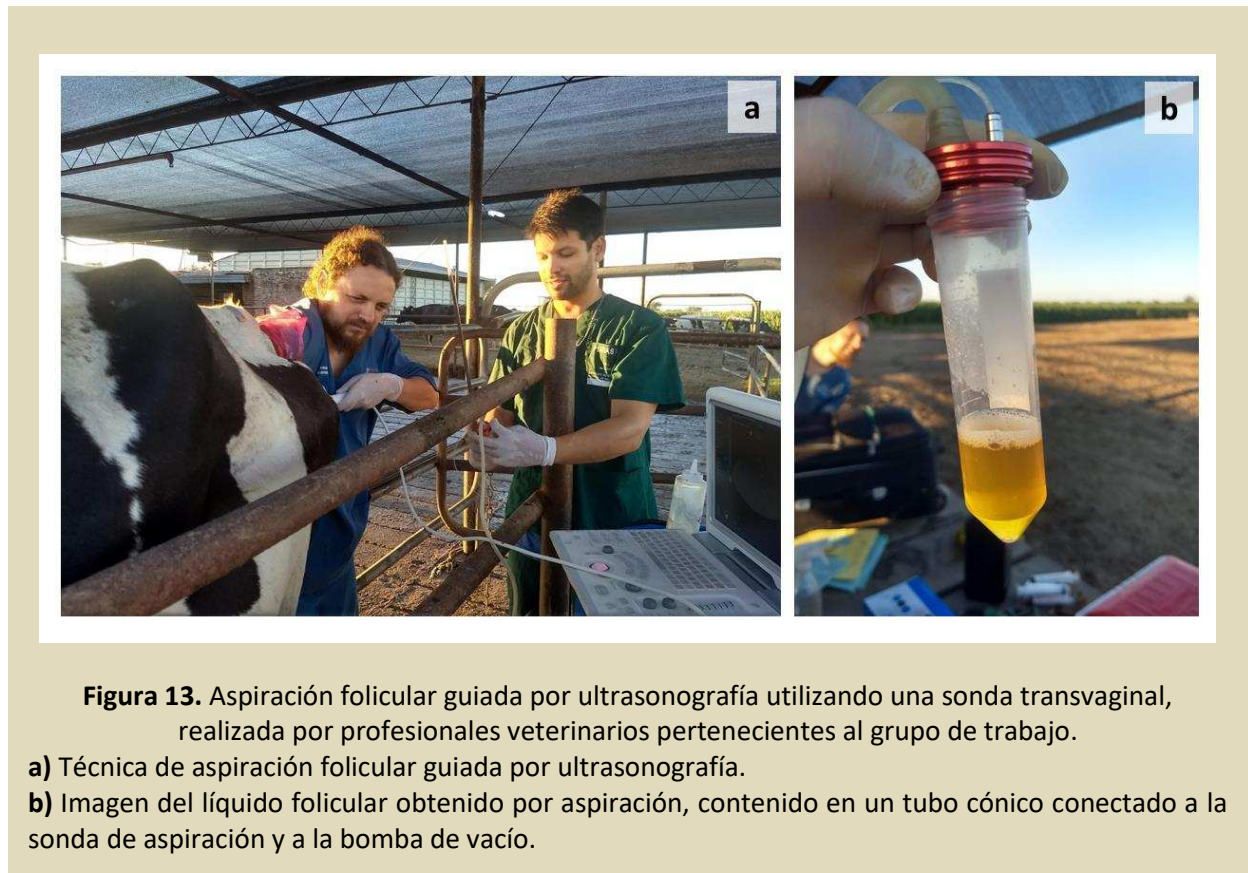 a
b
Figura 13. Aspiración folicular guiada por ultrasonografía utilizando una sonda transvaginal,
realizada por profesionales veterinarios pertenecientes al grupo de trabajo.
a) Técnica de aspiración folicular guiada por ultrasonografía.
b) Imagen del líquido folicular obtenido por aspiración, contenido en un tubo cónico conectado a la
sonda de aspiración y a la bomba de vacío.